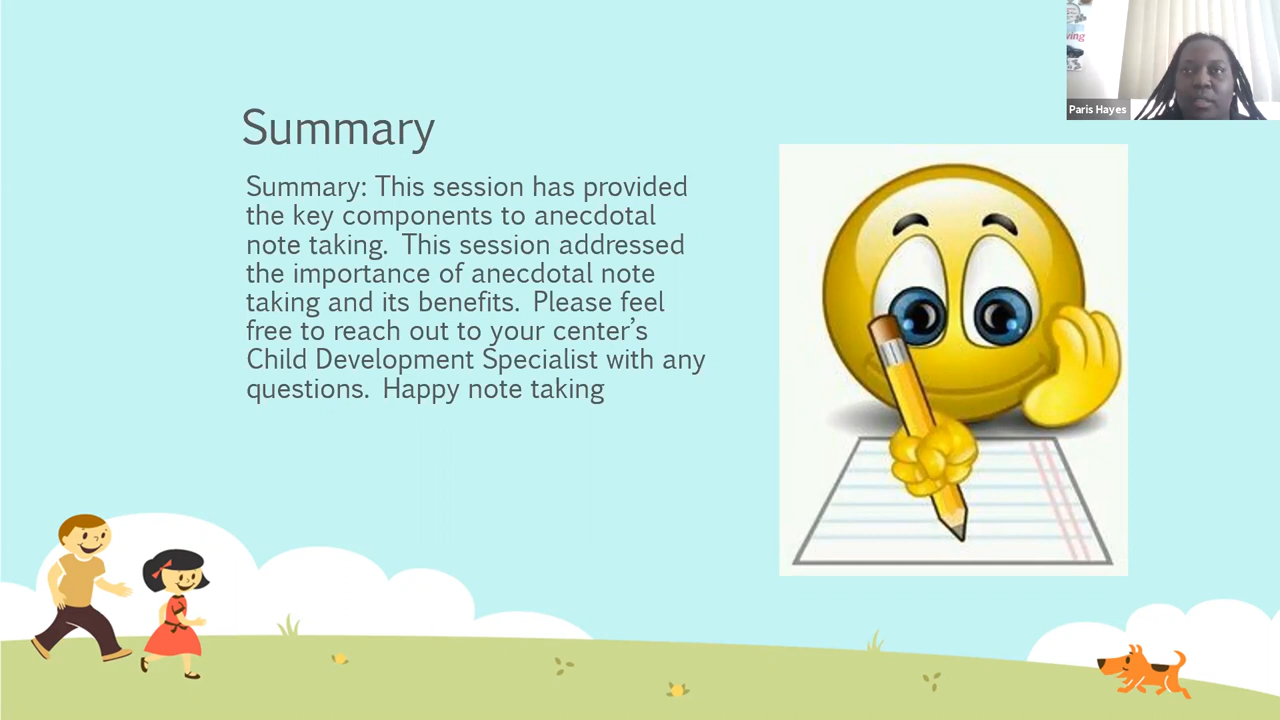 Summary
Summary: This session has provided
the key components to anecdotal
note taking.  This session addressed
the importance of anecdotal note
taking and its benefits.  Please feel
free to reach out to your center’s
Child Development Specialist with any
questions.  Happy note taking
ving
Paris Hayes